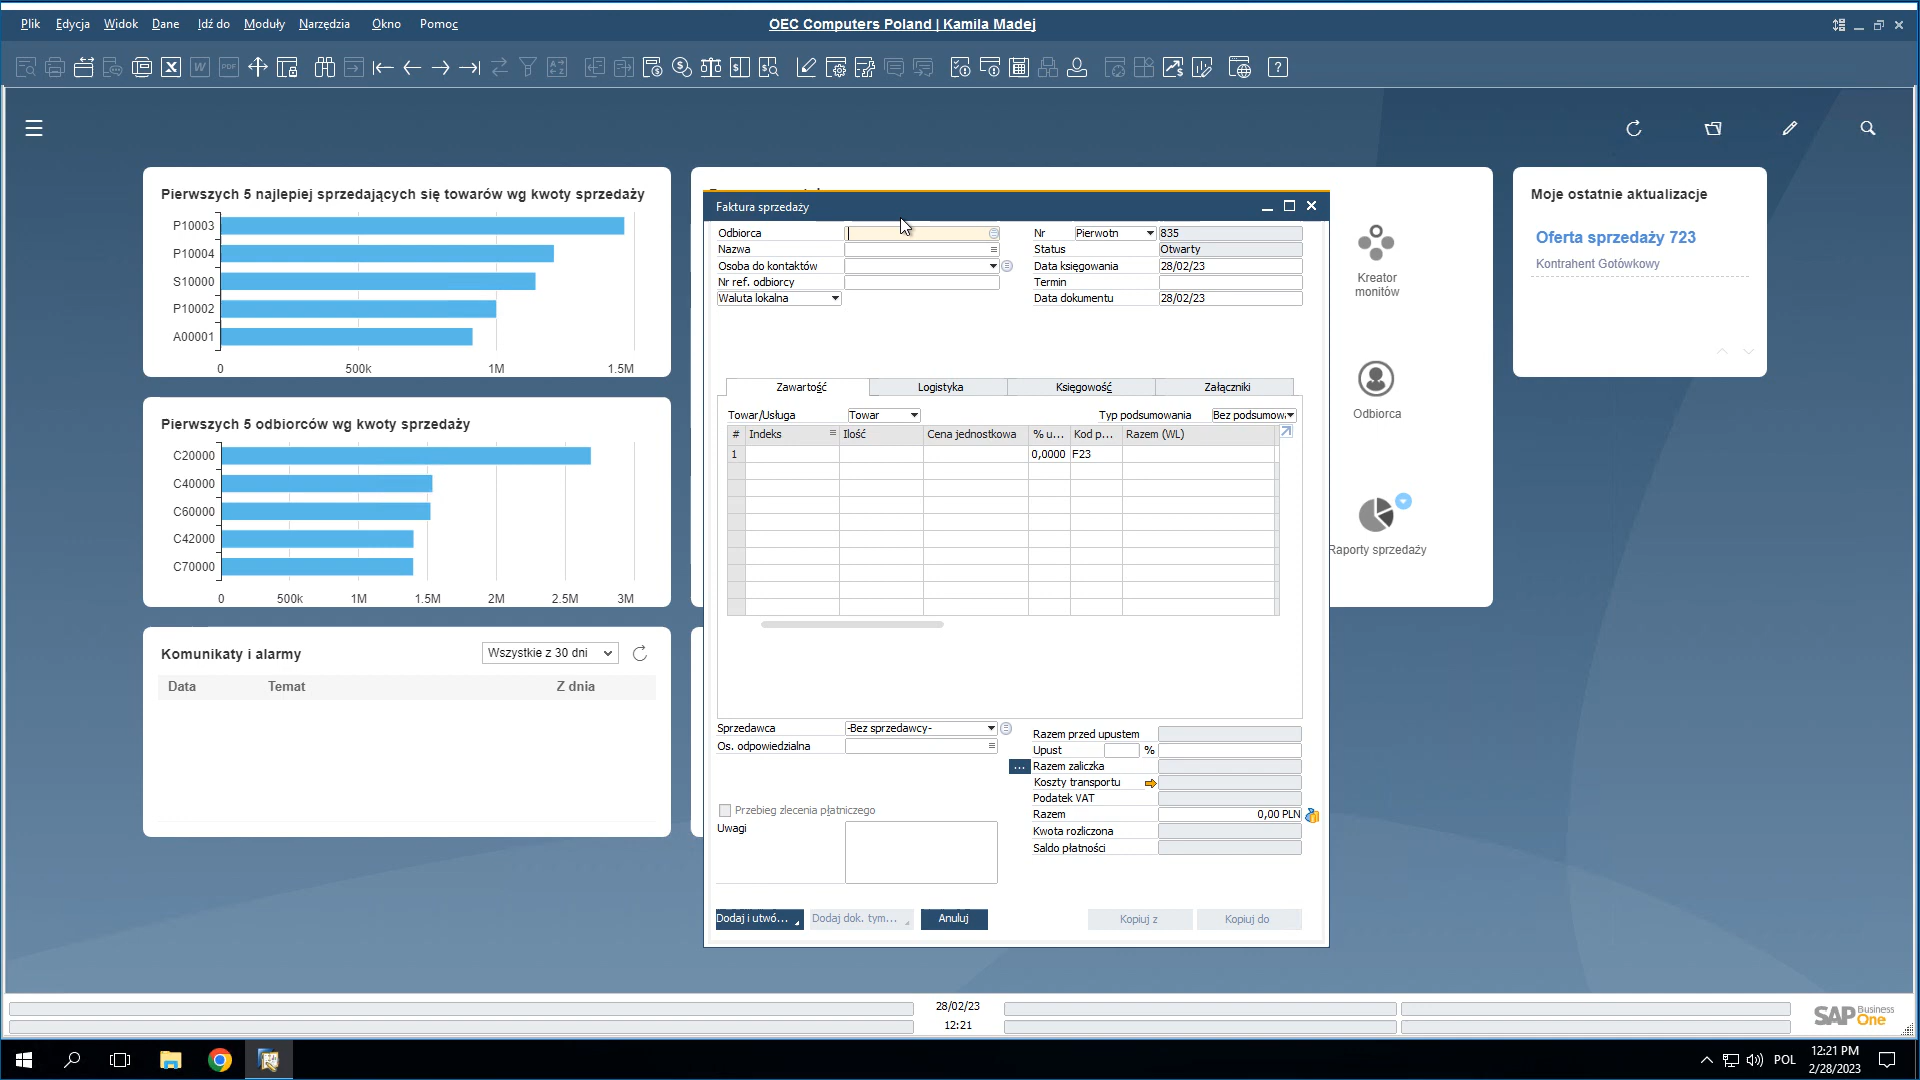 Plik Edycja Widok Dane Idź do Moduły Narzędzia Okno Pomoc
OEC Computers Poland | Kamila Madej
Pierwszych 5 najlepiej sprzedających się towarów wg kwoty sprzedaży
P10003
P10004
S10000
P10002
A00001
0 500k 1M 1.5M
Pierwszych 5 odbiorców wg kwoty sprzedaży
C20000
C40000
C60000
C42000
C70000
0 500k 1M 1.5M 2M 2.5M 3M
Komunikaty i alarmy Wszystkie z 30 dni
Data Temat Z dnia
Faktura sprzedaży
Odbiorca Nr Pierwotn 835
Nazwa Status Otwarty
Osoba do kontaktów Data księgowania 28/02/23
Nr ref. odbiorcy Termin
Waluta lokalna Data dokumentu 28/02/23
Zawartość Logistyka Księgowość Załączniki
Towar/Usługa Towar Typ podsumowania Bez podsumowa
# Indeks Ilość Cena jednostkowa % u... Kod p... Razem (WL)
1 0,0000 F23
Sprzedawca -Bez sprzedawcy-
Os. odpowiedzialna
Razem przed upustem
Upust %
... Razem zaliczka
Koszty transportu
Podatek VAT
Przebieg zlecenia płatniczego
Razem 0,00 PLN
Uwagi
Kwota rozliczona
Saldo płatności
Dodaj i utwó... Dodaj dok. tym... Anuluj Kopiuj z Kopiuj do
Kreator
monitów
Odbiorca
Raporty sprzedaży
Moje ostatnie aktualizacje
Oferta sprzedaży 723
Kontrahent Gotówkowy
28/02/23
12:21
SAP Business One
POL
12:21 PM
2/28/2023